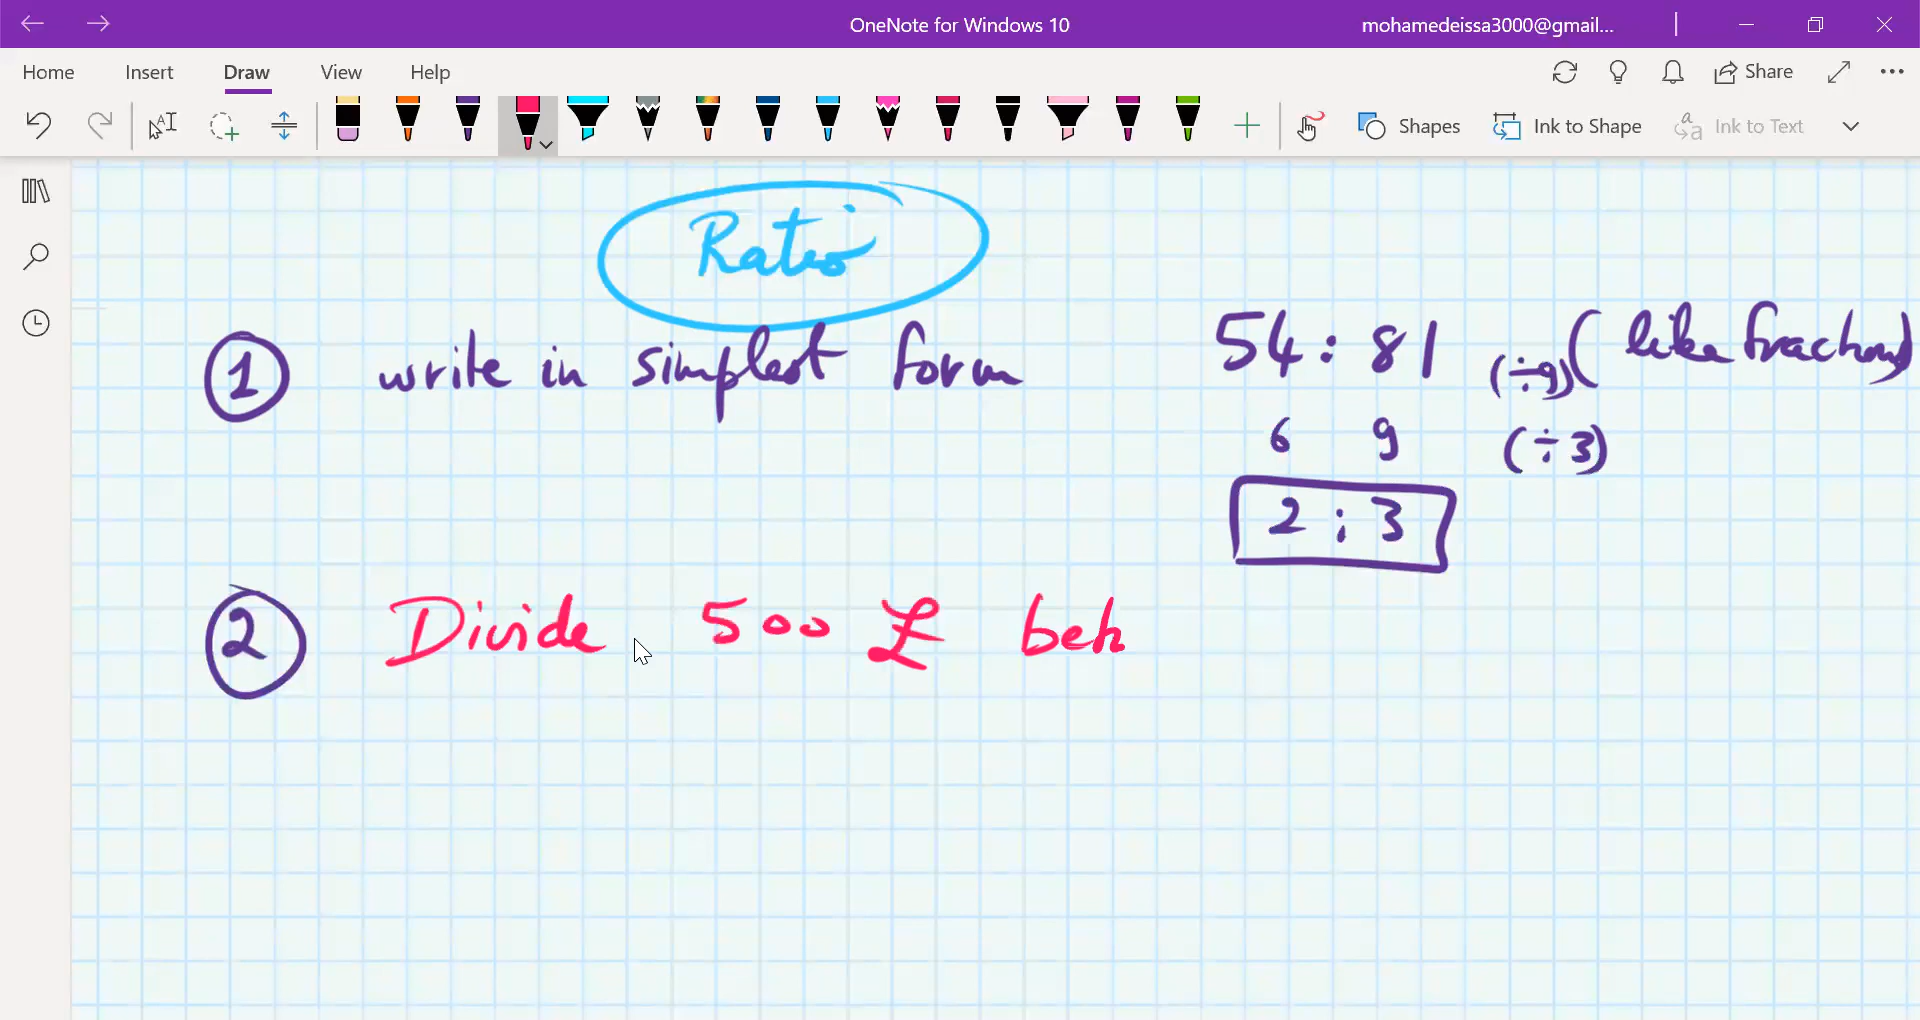 OneNote for Windows 10
mohamedeissa3000@gmail...
Home Insert Draw View Help
Share
Shapes Ink to Shape Ink to Text
Ratio
1 write in simplest form 54 : 81 (÷9) (like fractions)
6 9 (÷3)
2 : 3
2 Divide 500 £ beh